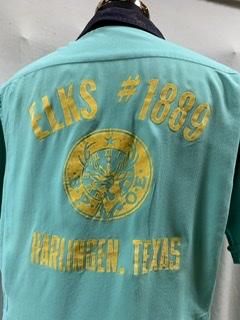 ELKS #1889
HARLINGEN, TEXAS